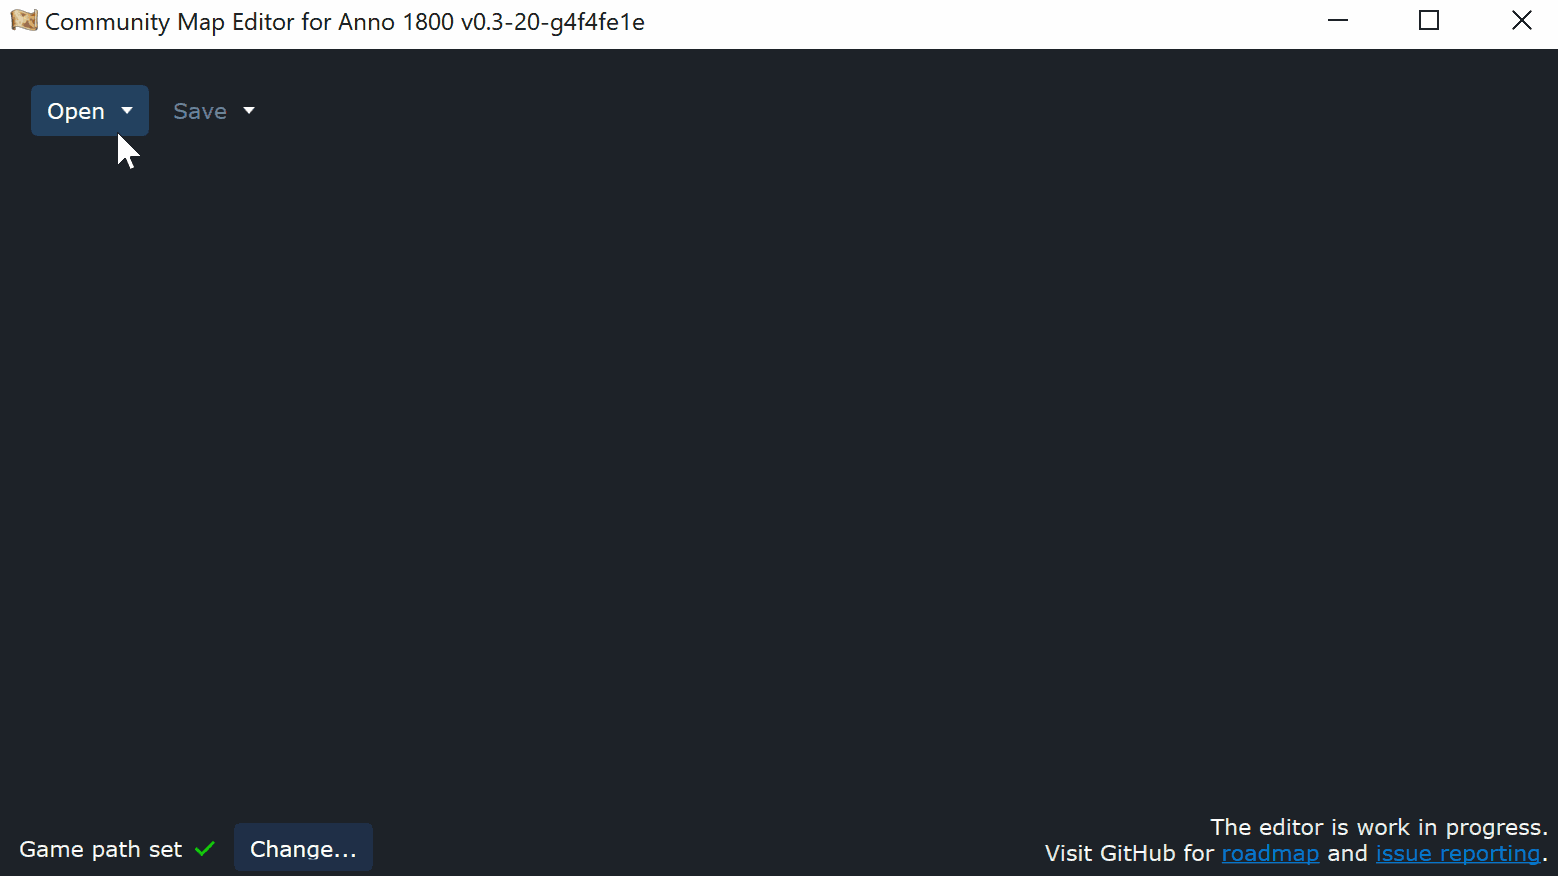 Community Map Editor for Anno 1800 v0.3-20-g4f4fe1e
Open Save
Game path set Change...
The editor is work in progress.
Visit GitHub for roadmap and issue reporting.